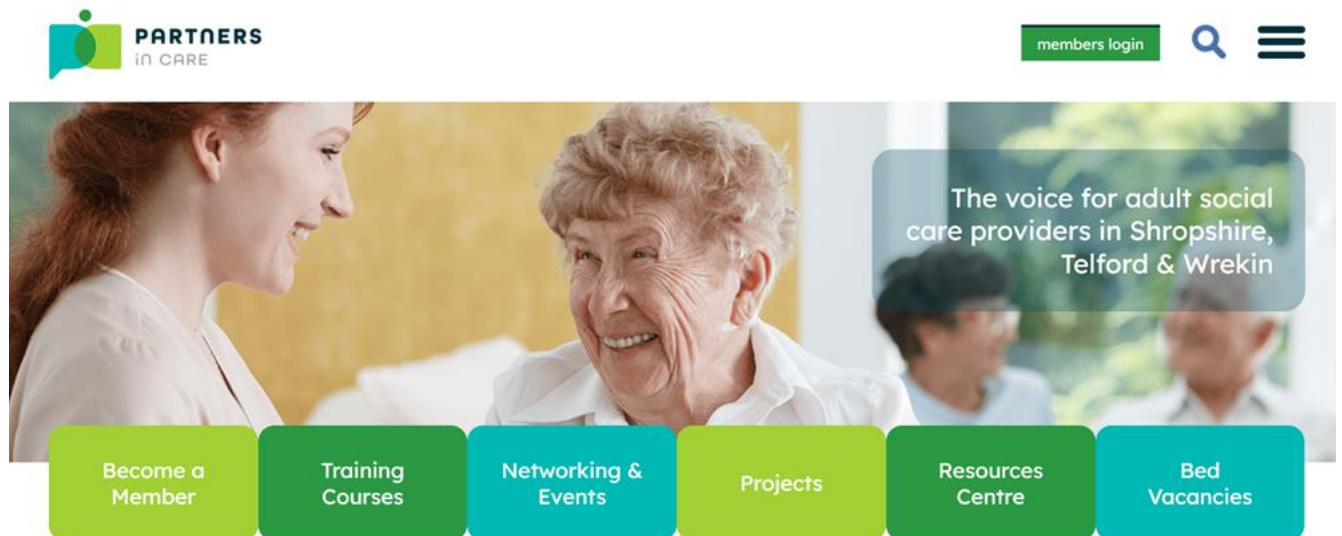 PARTNERS
in CARE
members login
The voice for adult social
care providers in Shropshire,
Telford & Wrekin
Become a
Member
Training
Courses
Networking &
Events
Projects
Resources
Centre
Bed
Vacancies